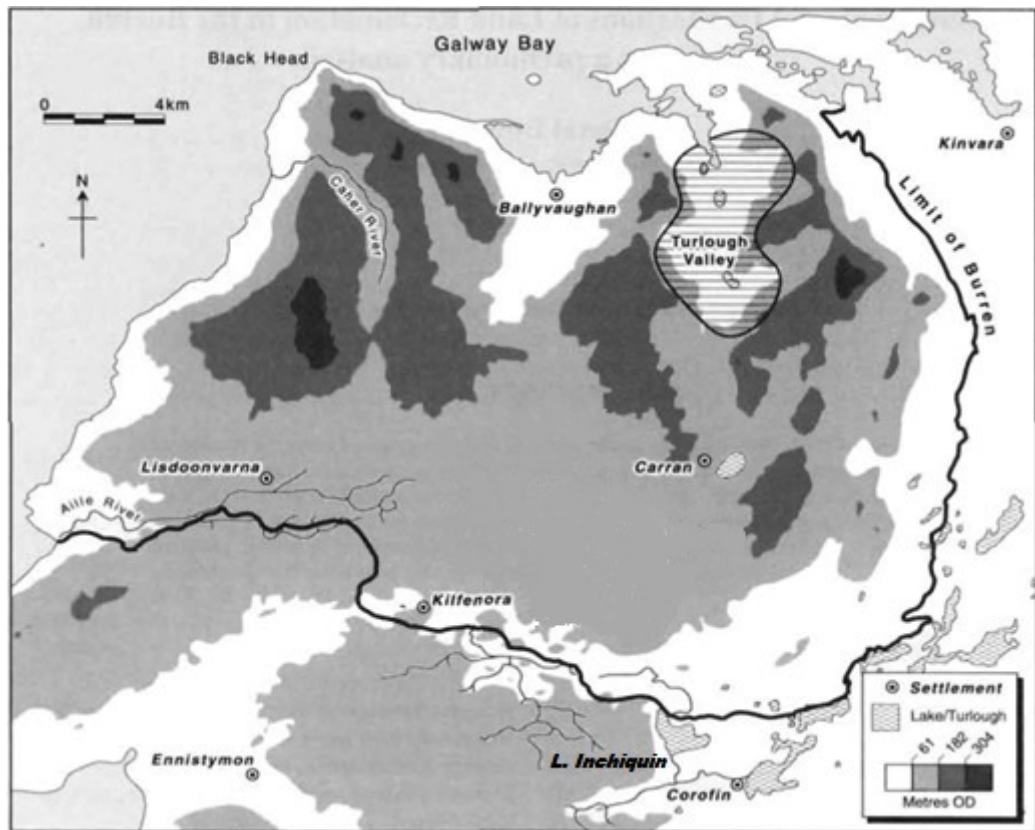 Galway Bay
Black Head
0 4km
Kinvara
N
Caher River
Ballyvaughan
Limit of Burren
Turlough
Valley
Lisdoonvarna
Carran
Aille River
Kilfenora
Settlement
Lake/Turlough
61 182 304
Metres OD
L. Inchiquin
Ennistymon
Corofin